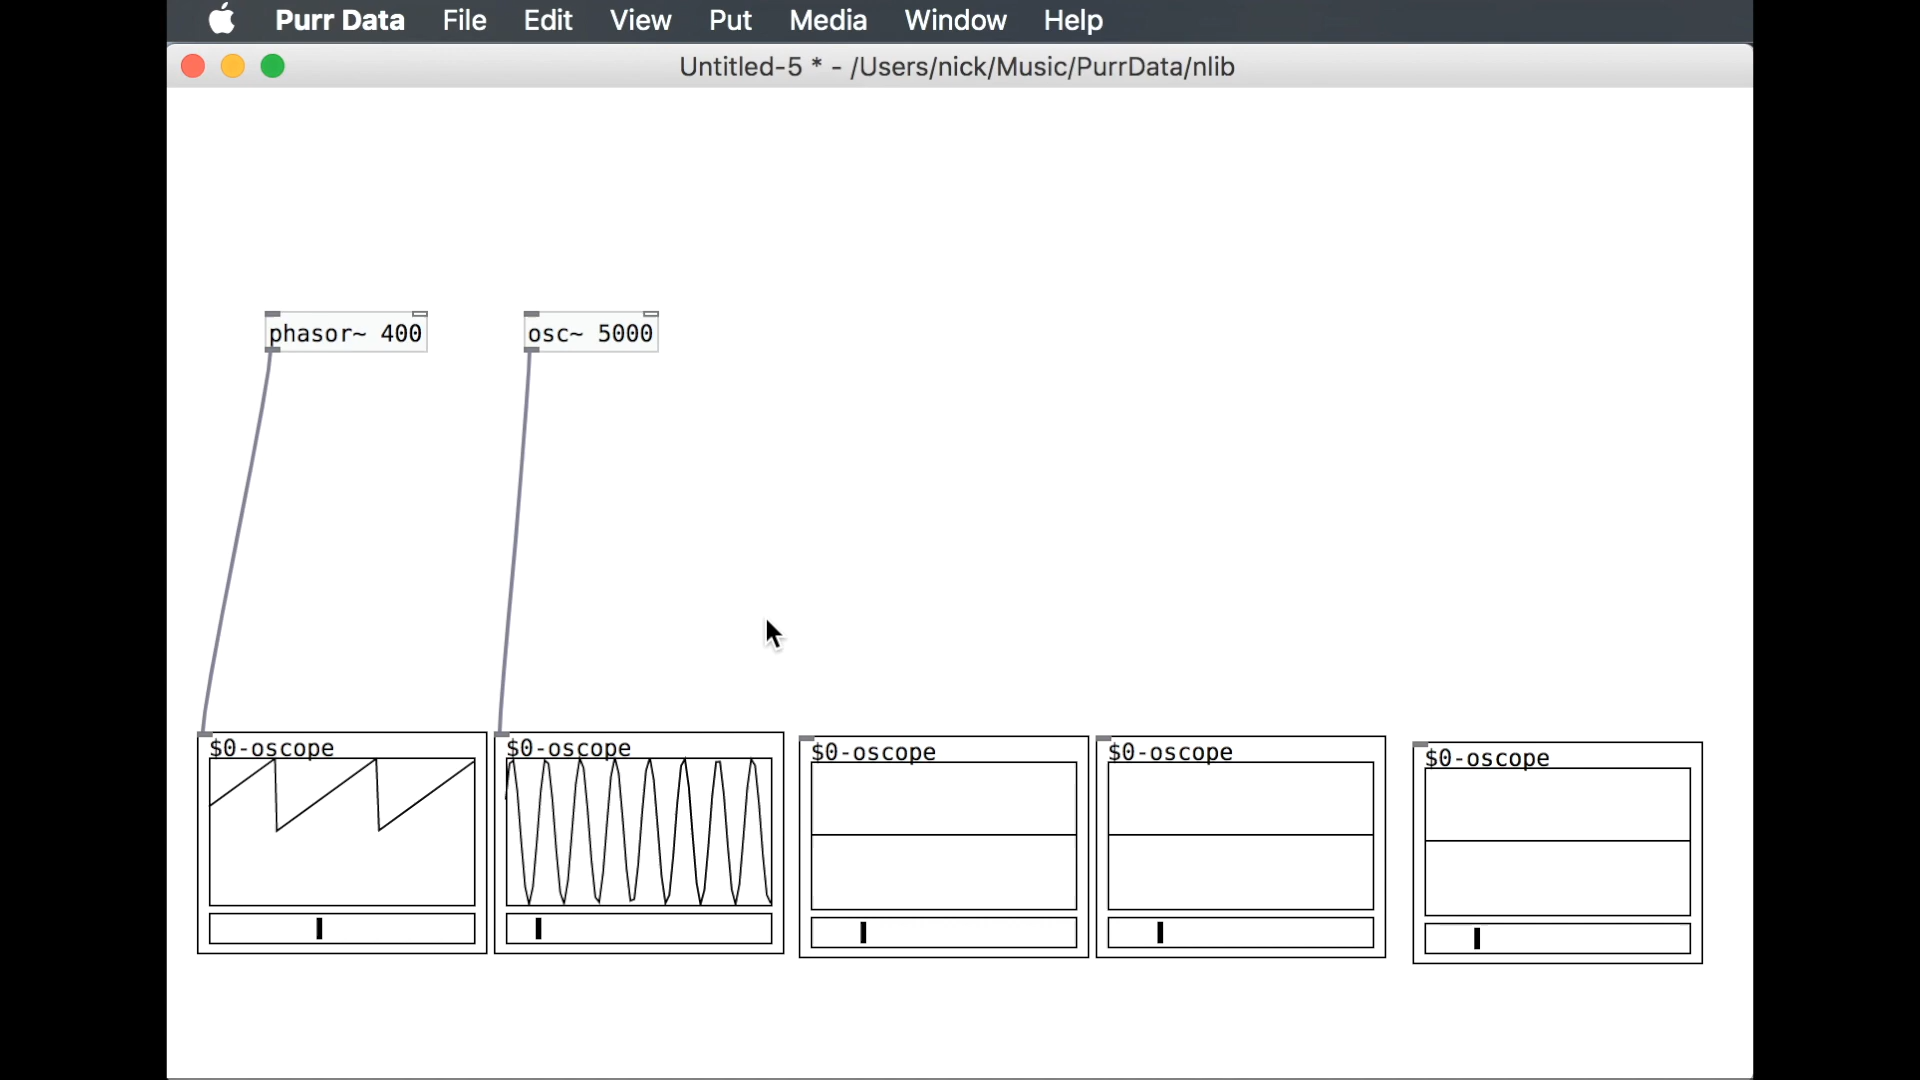 Purr Data File Edit View Put Media Window Help
Untitled-5 * - /Users/nick/Music/PurrData/nlib
phasor~ 400
osc~ 5000
$0-oscope
$0-oscope
$0-oscope
$0-oscope
$0-oscope